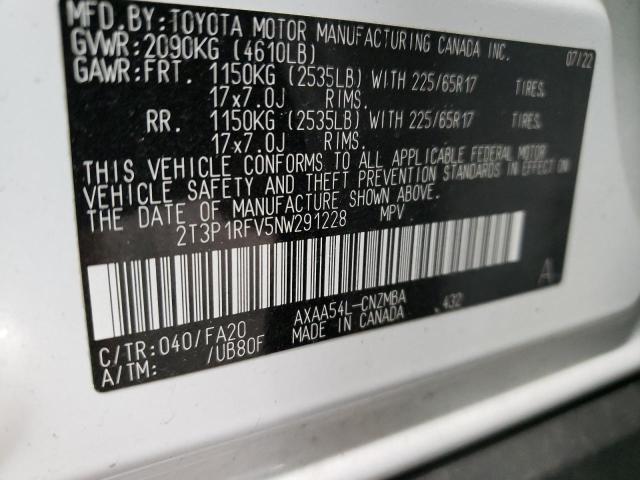 MFD. BY: TOYOTA MOTOR MANUFACTURING CANADA INC. 07/22
GVWR: 2090KG (4610LB)
GAWR: FRT. 1150KG (2535LB) WITH 225/65R17 TIRES,
17x7.0J RIMS.
RR. 1150KG (2535LB) WITH 225/65R17 TIRES,
17x7.0J RIMS.
THIS VEHICLE CONFORMS TO ALL APPLICABLE FEDERAL MOTOR
VEHICLE SAFETY AND THEFT PREVENTION STANDARDS IN EFFECT ON
THE DATE OF MANUFACTURE SHOWN ABOVE.
2T3P1RFV5NW291228 MPV
A
AXAA54L-CNZMBA 432
C/TR: 040/FA20 MADE IN CANADA
A/TM: /UB80F